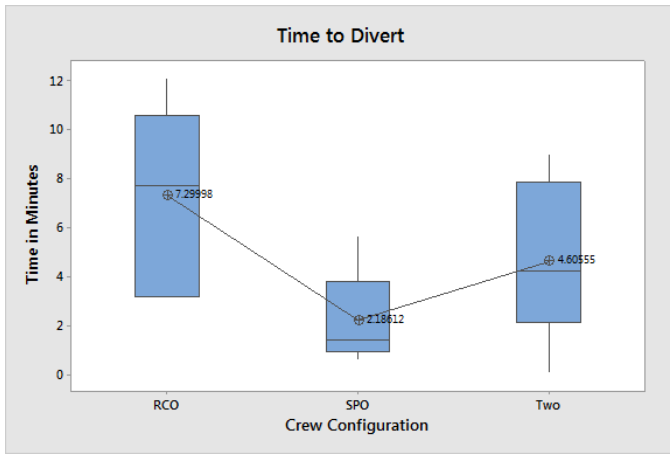 Time to Divert
Time in Minutes
12
10
8
6
4
2
0
7.29998
2.18612
4.60555
RCO SPO Two
Crew Configuration